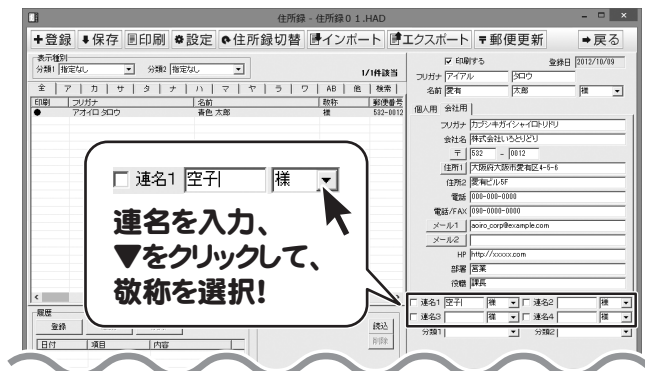 住所録 - 住所録０１.HAD
登録 保存 印刷 設定 住所録切替 インポート エクスポート 〒郵便更新 戻る
表示種別
分類1 指定なし 分類2 指定なし
1/1件該当
全 ア カ サ タ ナ ハ マ ヤ ラ ワ AB 他 検索
印刷 フリガナ 名前 敬称 郵便番号
● アオイロ タロウ 青色 太郎 様 532-0012
印刷する 登録日 2012/10/09
フリガナ アイアル タロウ
名前 愛有 太郎 様
個人用 会社用
フリガナ カブシキガイシャイロトリドリ
会社名 株式会社いろとりどり
〒 532 - 0012
住所1 大阪府大阪市愛有区4-5-6
住所2 愛有ビル5F
電話 000-000-0000
電話/FAX 090-0000-0000
メール1 aoiro_corp@example.com
メール2
HP http://xxxxx.com
部署 営業
役職 課長
連名1 空子 様 連名2 様
連名3 様 連名4 様
分類1 分類2
連名1 空子 様
連名を入力、
▼をクリックして、
敬称を選択!
履歴
登録
読込
削除
日付 項目 内容